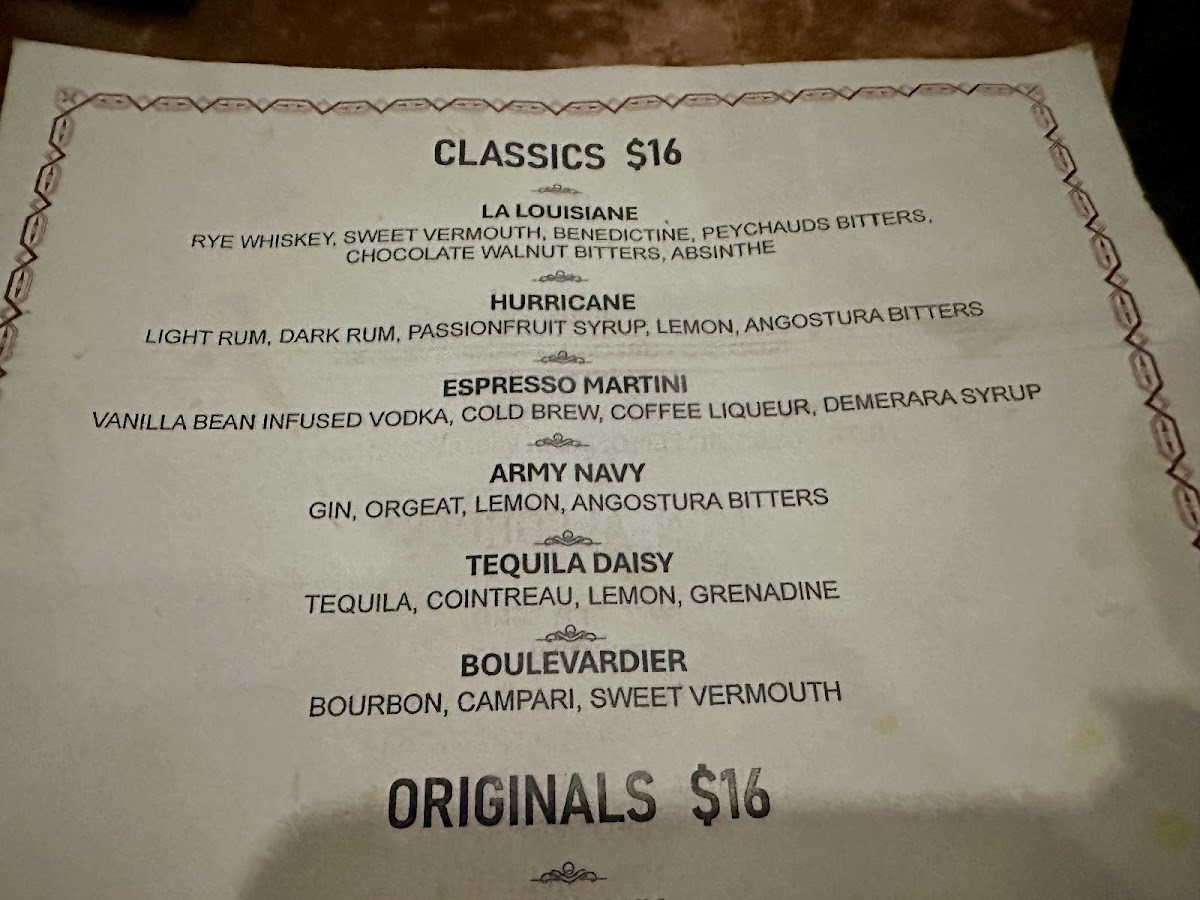 CLASSICS $16
LA LOUISIANE
RYE WHISKEY, SWEET VERMOUTH, BENEDICTINE, PEYCHAUDS BITTERS,
CHOCOLATE WALNUT BITTERS, ABSINTHE
HURRICANE
LIGHT RUM, DARK RUM, PASSIONFRUIT SYRUP, LEMON, ANGOSTURA BITTERS
ESPRESSO MARTINI
VANILLA BEAN INFUSED VODKA, COLD BREW, COFFEE LIQUEUR, DEMERARA SYRUP
ARMY NAVY
GIN, ORGEAT, LEMON, ANGOSTURA BITTERS
TEQUILA DAISY
TEQUILA, COINTREAU, LEMON, GRENADINE
BOULEVARDIER
BOURBON, CAMPARI, SWEET VERMOUTH
ORIGINALS $16